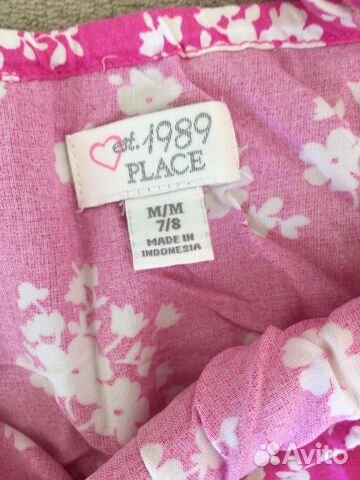 est. 1989
PLACE
M/M
7/8
MADE IN
INDONESIA
Avito